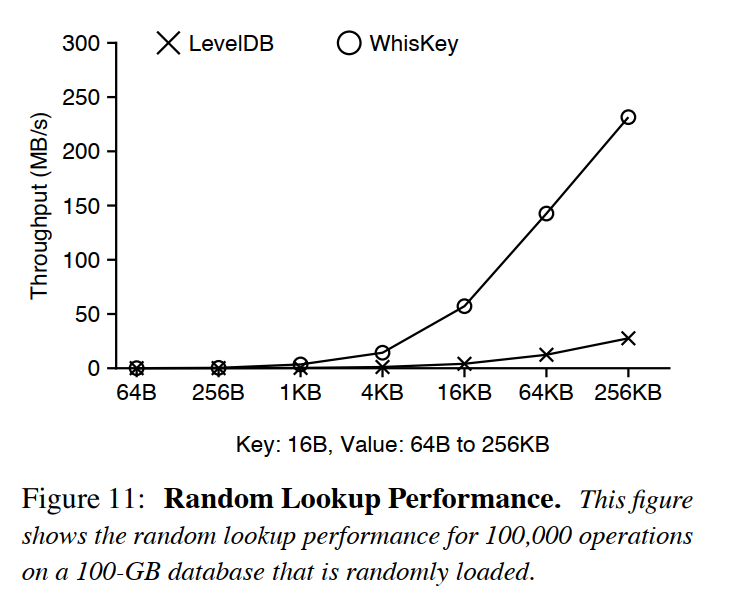 LevelDB WhisKey
Throughput (MB/s)
300
250
200
150
100
50
0
64B 256B 1KB 4KB 16KB 64KB 256KB
Key: 16B, Value: 64B to 256KB
Figure 11: Random Lookup Performance. This figure
shows the random lookup performance for 100,000 operations
on a 100-GB database that is randomly loaded.